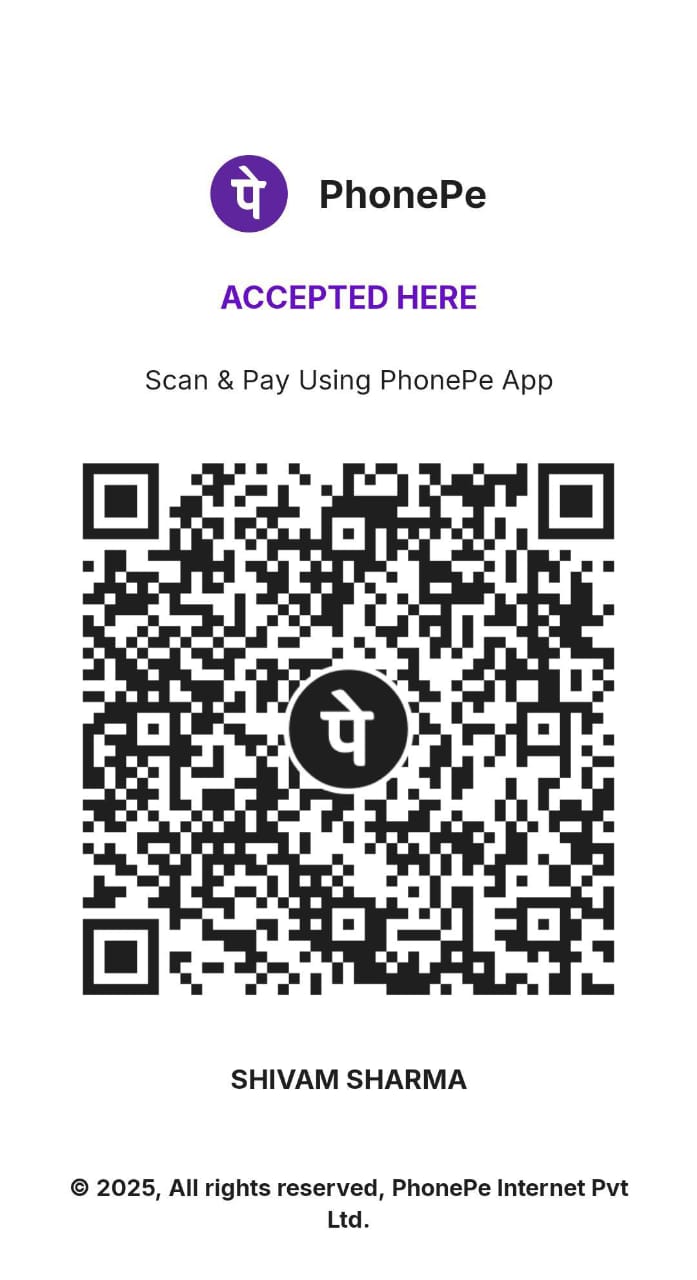 पे PhonePe
ACCEPTED HERE
Scan & Pay Using PhonePe App
पे
SHIVAM SHARMA
© 2025, All rights reserved, PhonePe Internet Pvt
Ltd.